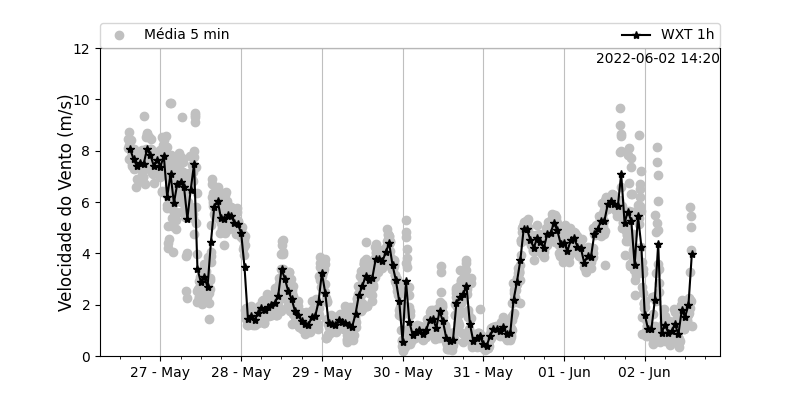 Média 5 min
WXT 1h
2022-06-02 14:20
Velocidade do Vento (m/s)
12
10
8
6
4
2
0
27 - May
28 - May
29 - May
30 - May
31 - May
01 - Jun
02 - Jun